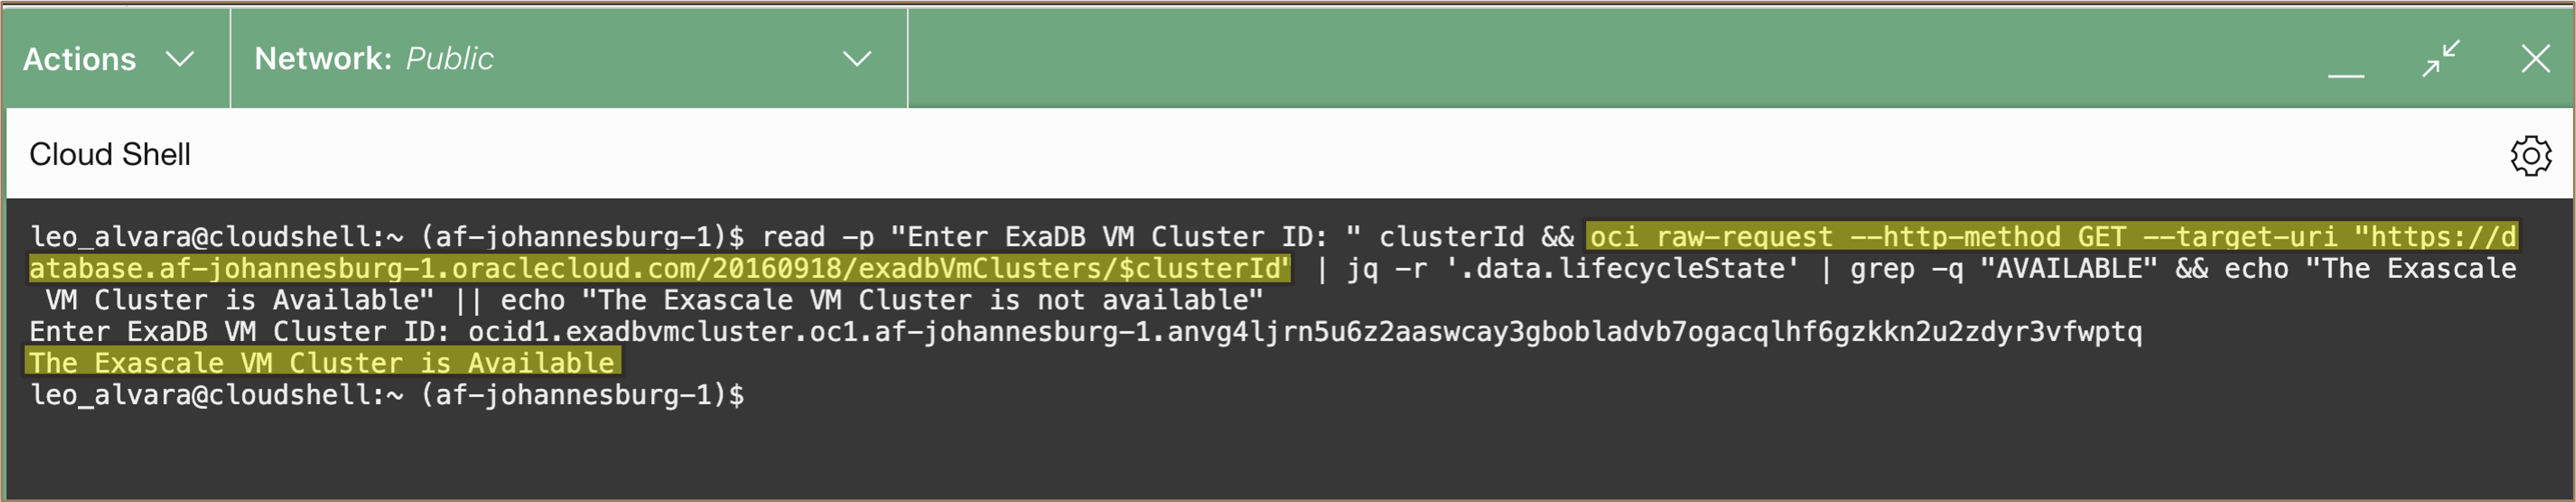 Actions
Network: Public
Cloud Shell
leo_alvara@cloudshell:~ (af-johannesburg-1)$ read -p "Enter ExaDB VM Cluster ID: " clusterId && oci raw-request --http-method GET --target-uri "https://d
atabase.af-johannesburg-1.oraclecloud.com/20160918/exadbVmClusters/$clusterId" | jq -r '.data.lifecycleState' | grep -q "AVAILABLE" && echo "The Exascale
VM Cluster is Available" || echo "The Exascale VM Cluster is not available"
Enter ExaDB VM Cluster ID: ocid1.exadbvmcluster.oc1.af-johannesburg-1.anvg4ljrn5u6z2aaswcay3gbobladvb7ogacqlhf6gzkkn2u2zdyr3vfwptq
The Exascale VM Cluster is Available
leo_alvara@cloudshell:~ (af-johannesburg-1)$